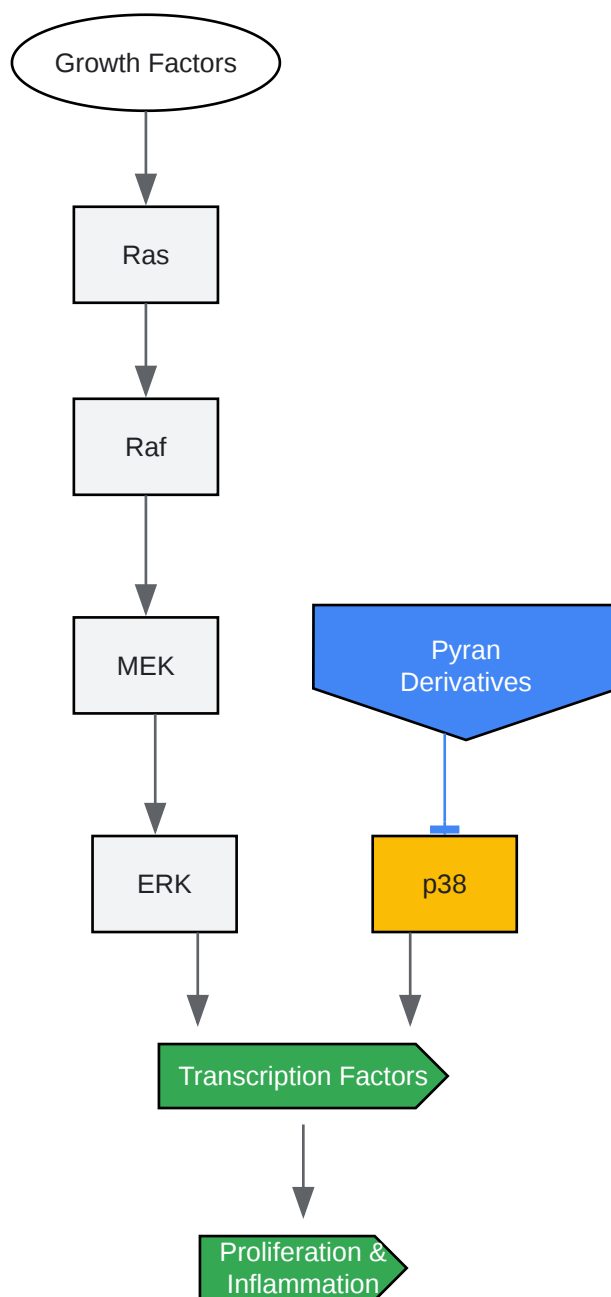 Growth Factors
Ras
Raf
MEK
Pyran
Derivatives
ERK
p38
Transcription Factors
Proliferation &
Inflammation